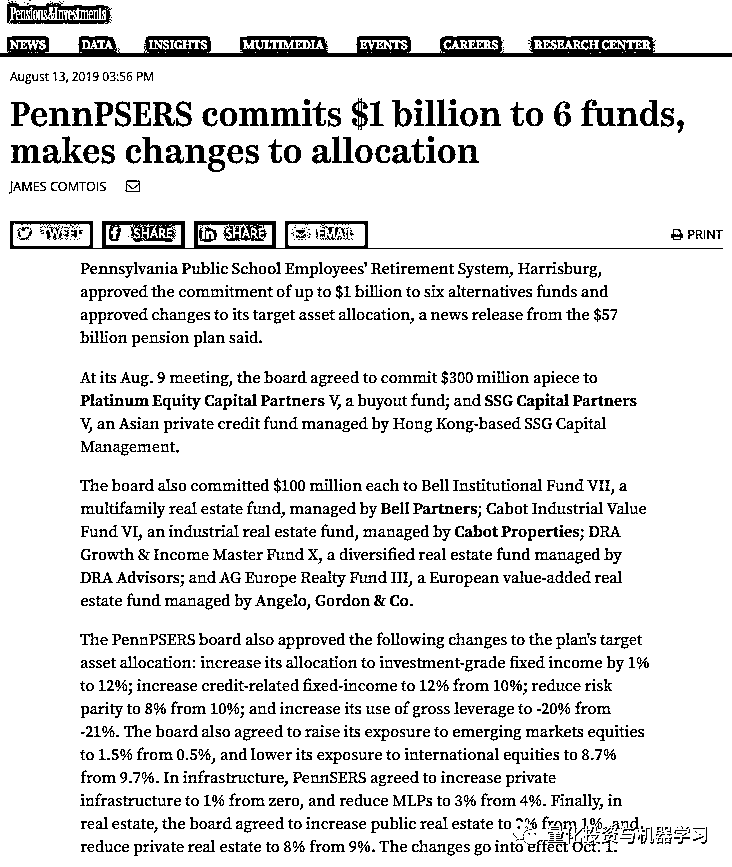 Pensions&Investments
NEWS DATA INSIGHTS MULTIMEDIA EVENTS CAREERS RESEARCH CENTER
August 13, 2019 03:56 PM
PennPSERS commits $1 billion to 6 funds,
makes changes to allocation
JAMES COMTOIS
TWEET SHARE SHARE EMAIL PRINT
Pennsylvania Public School Employees' Retirement System, Harrisburg,
approved the commitment of up to $1 billion to six alternatives funds and
approved changes to its target asset allocation, a news release from the $57
billion pension plan said.
At its Aug. 9 meeting, the board agreed to commit $300 million apiece to
Platinum Equity Capital Partners V, a buyout fund; and SSG Capital Partners
V, an Asian private credit fund managed by Hong Kong-based SSG Capital
Management.
The board also committed $100 million each to Bell Institutional Fund VII, a
multifamily real estate fund, managed by Bell Partners; Cabot Industrial Value
Fund VI, an industrial real estate fund, managed by Cabot Properties; DRA
Growth & Income Master Fund X, a diversified real estate fund managed by
DRA Advisors; and AG Europe Realty Fund III, a European value-added real
estate fund managed by Angelo, Gordon & Co.
The PennPSERS board also approved the following changes to the plan's target
asset allocation: increase its allocation to investment-grade fixed income by 1%
to 12%; increase credit-related fixed-income to 12% from 10%; reduce risk
parity to 8% from 10%; and increase its use of gross leverage to -20% from
-21%. The board also agreed to raise its exposure to emerging markets equities
to 1.5% from 0.5%, and lower its exposure to international equities to 8.7%
from 9.7%. In infrastructure, PennSERS agreed to increase private
infrastructure to 1% from zero, and reduce MLPs to 3% from 4%. Finally, in
real estate, the board agreed to increase public real estate to from 1%, and
reduce private real estate to 8% from 9%. The changes go into effect Oct. 1.
量化投资与机器学习